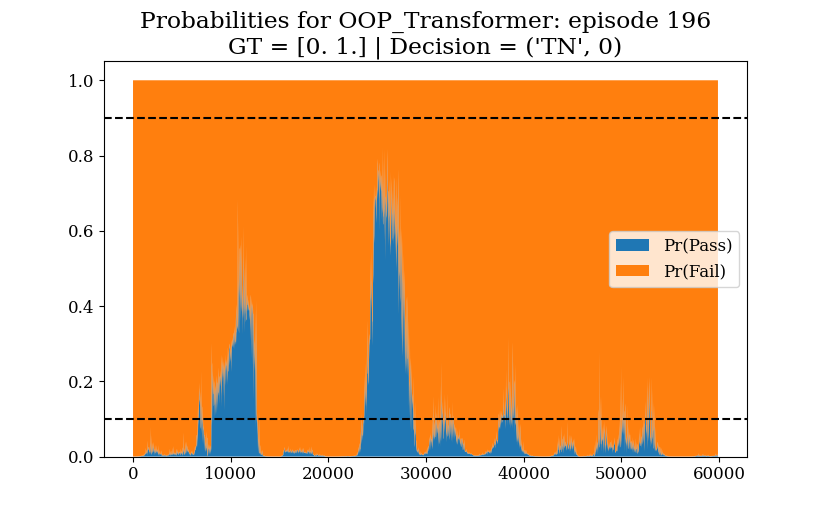 Probabilities for OOP_Transformer: episode 196
GT = [0. 1.] | Decision = ('TN', 0)
1.0
0.8
0.6
0.4
0.2
0.0
Pr(Pass)
Pr(Fail)
0 10000 20000 30000 40000 50000 60000